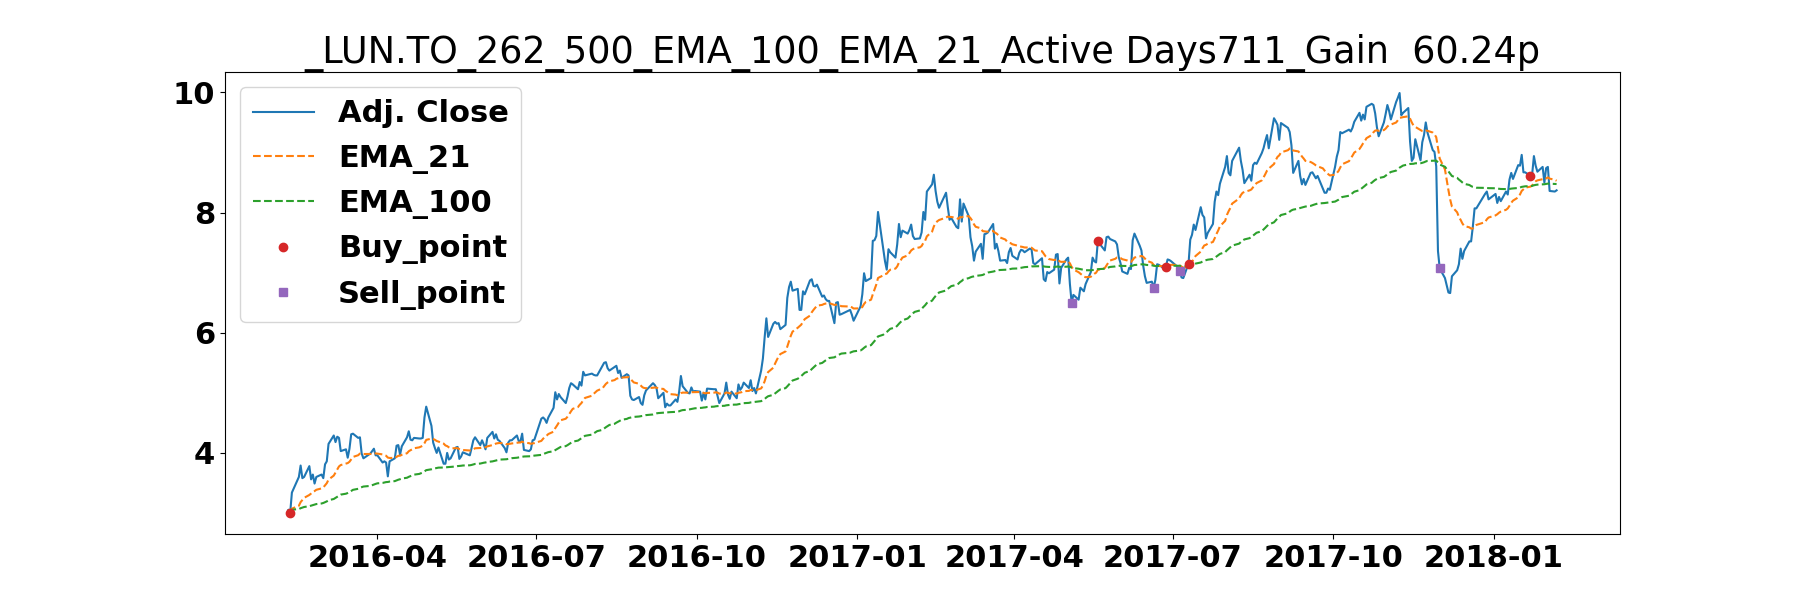 _LUN.TO_262_500_EMA_100_EMA_21_Active Days711_Gain  60.24p
10
8
6
4
Adj. Close
EMA_21
EMA_100
Buy_point
Sell_point
2016-04 2016-07 2016-10 2017-01 2017-04 2017-07 2017-10 2018-01